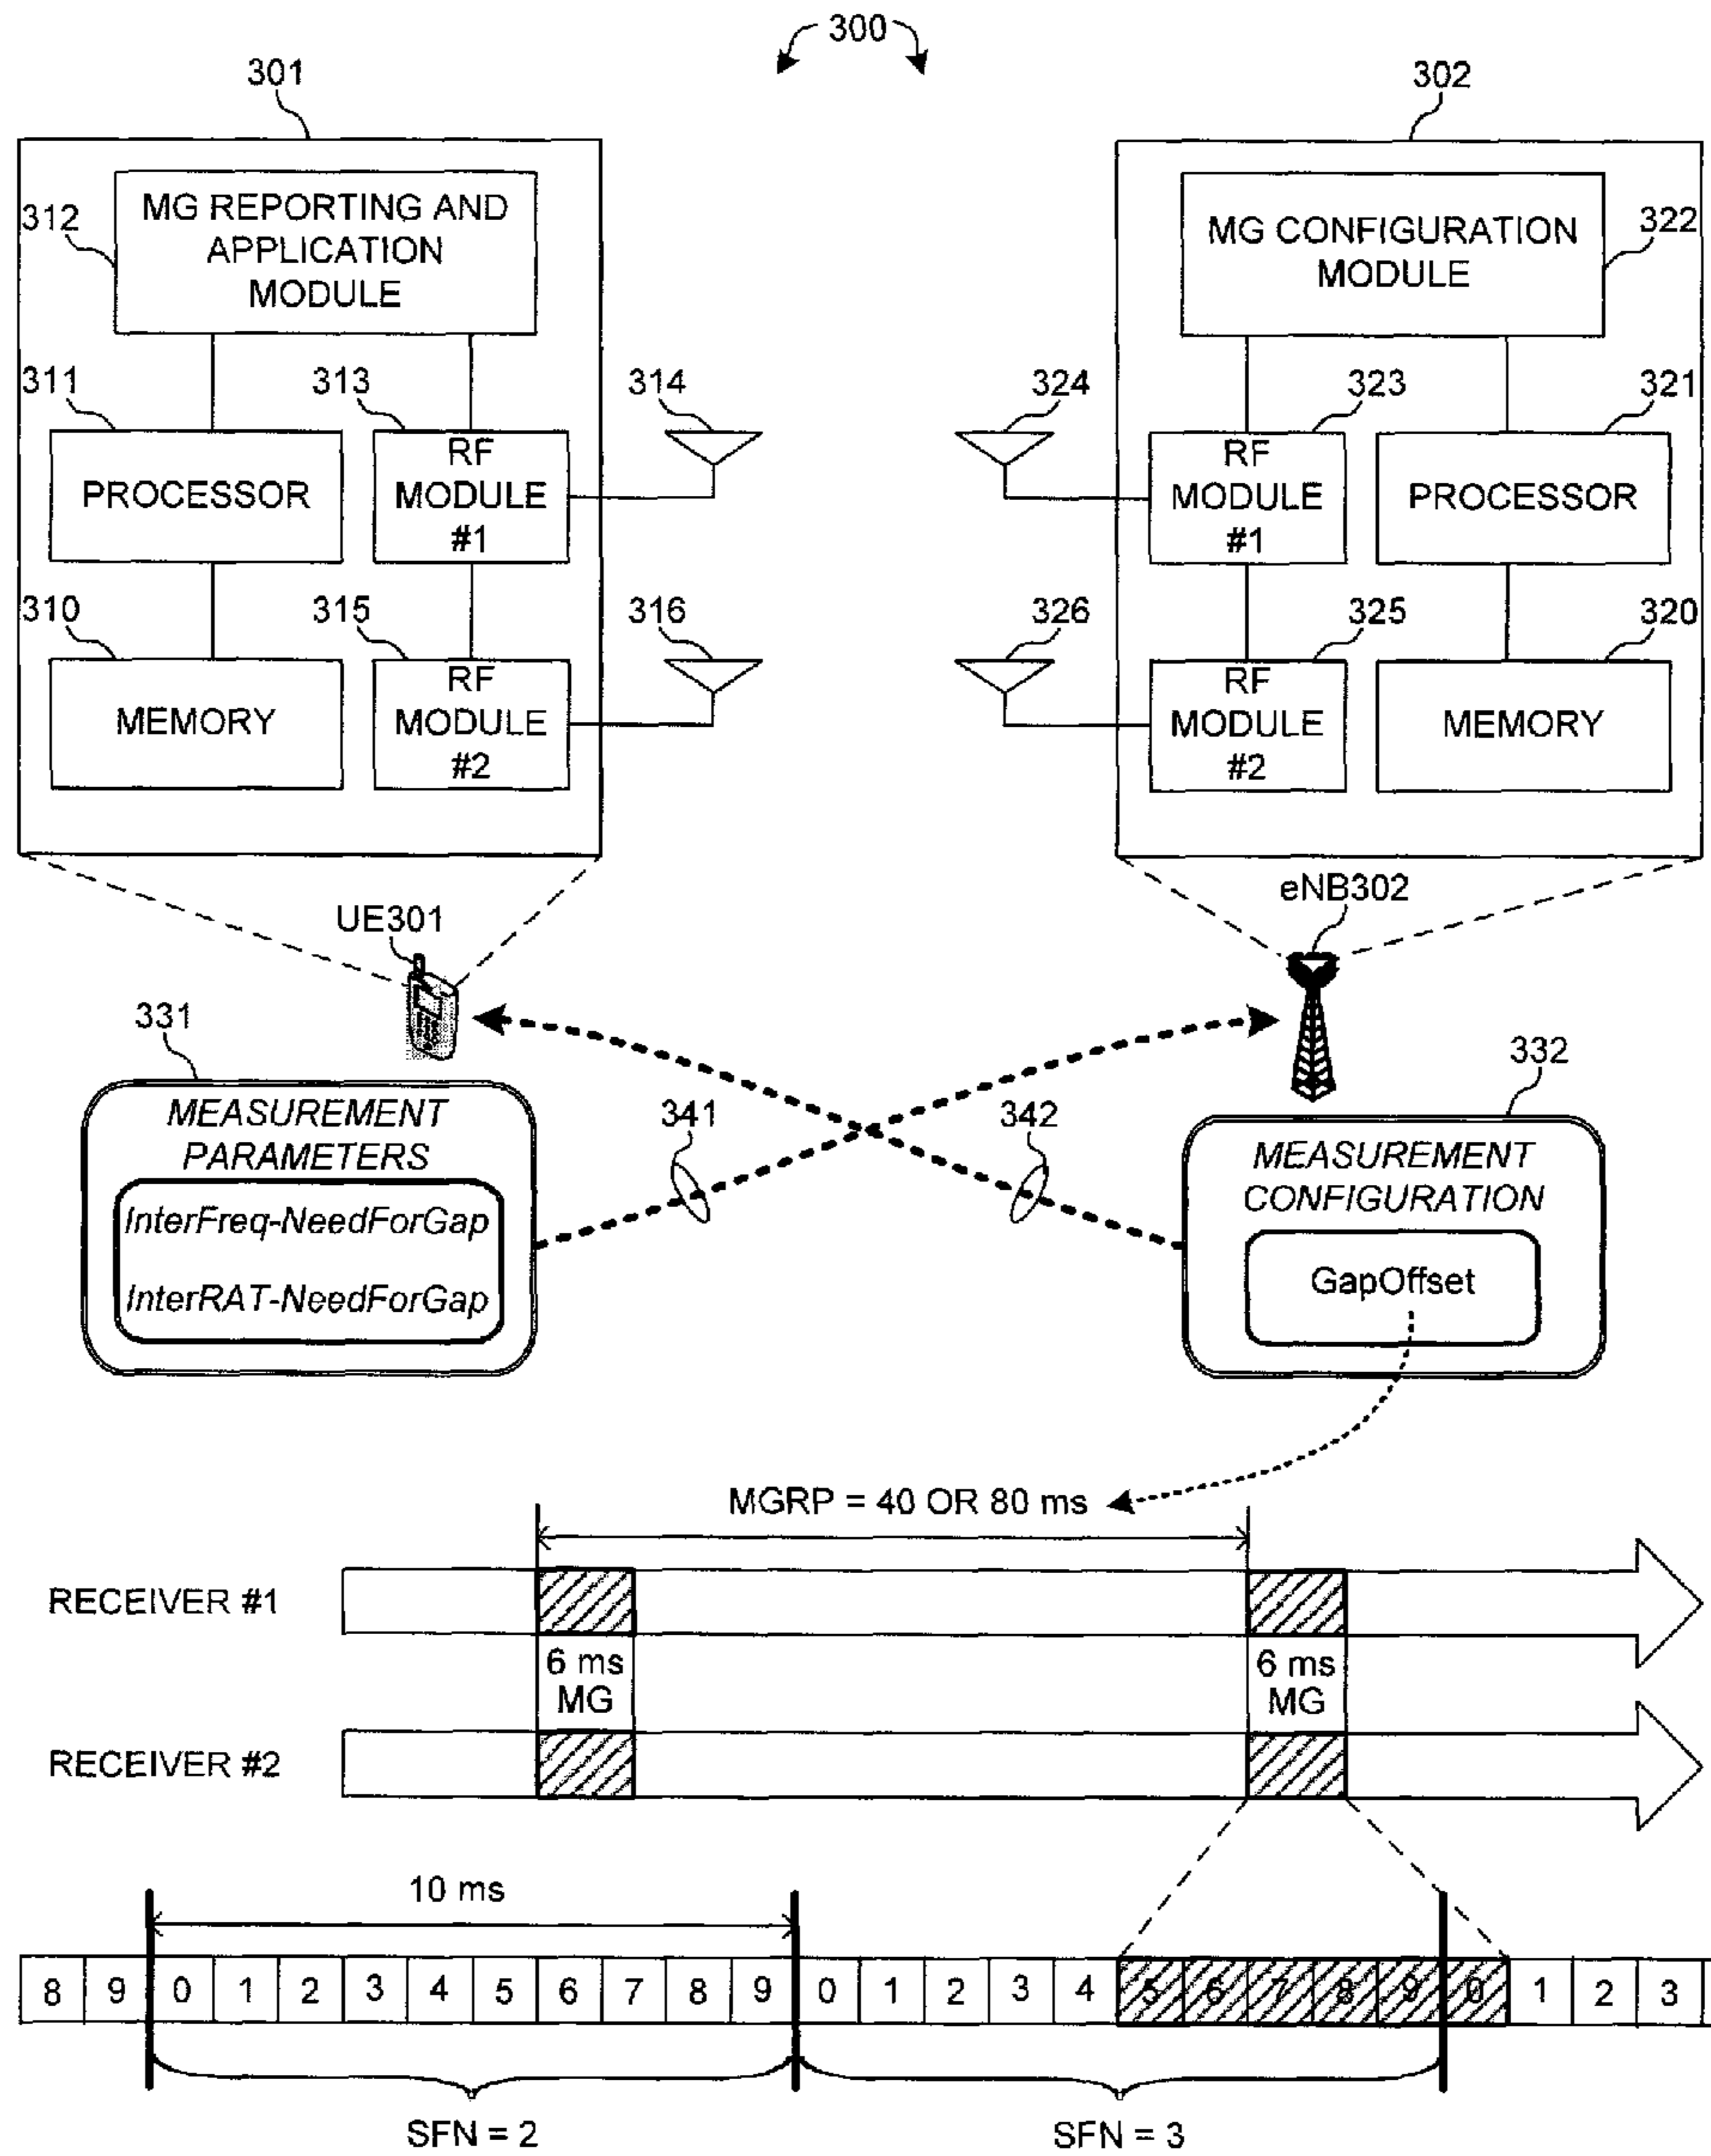 300
301
302
MG REPORTING AND
APPLICATION
MODULE
312
MG CONFIGURATION
MODULE
322
311
313
314
324
323
321
PROCESSOR
RF
MODULE
#1
RF
MODULE
#1
PROCESSOR
310
315
316
326
325
320
MEMORY
RF
MODULE
#2
RF
MODULE
#2
MEMORY
UE301
eNB302
331
332
MEASUREMENT
PARAMETERS
InterFreq-NeedForGap
InterRAT-NeedForGap
341
342
MEASUREMENT
CONFIGURATION
GapOffset
MGRP = 40 OR 80 ms
RECEIVER #1
6 ms
MG
6 ms
MG
RECEIVER #2
10 ms
8 9 0 1 2 3 4 5 6 7 8 9 0 1 2 3 4 5 6 7 8 9 0 1 2 3
SFN = 2
SFN = 3